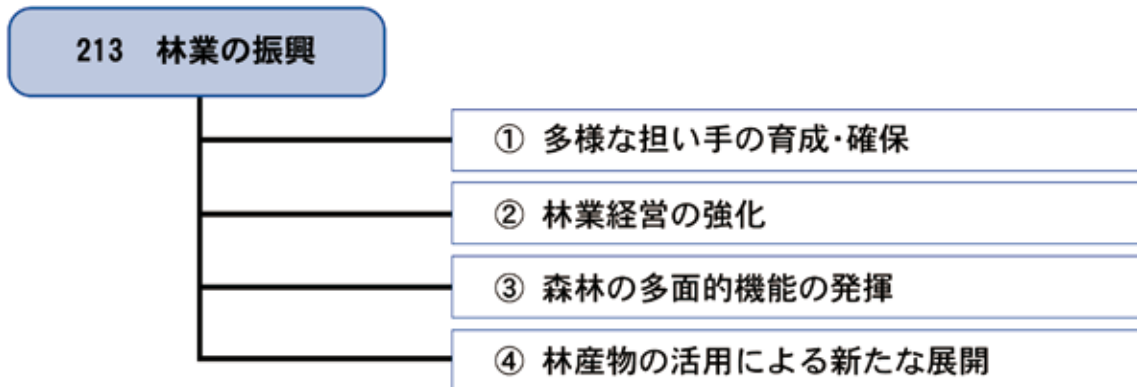 213 林業の振興
① 多様な担い手の育成・確保
② 林業経営の強化
③ 森林の多面的機能の発揮
④ 林産物の活用による新たな展開